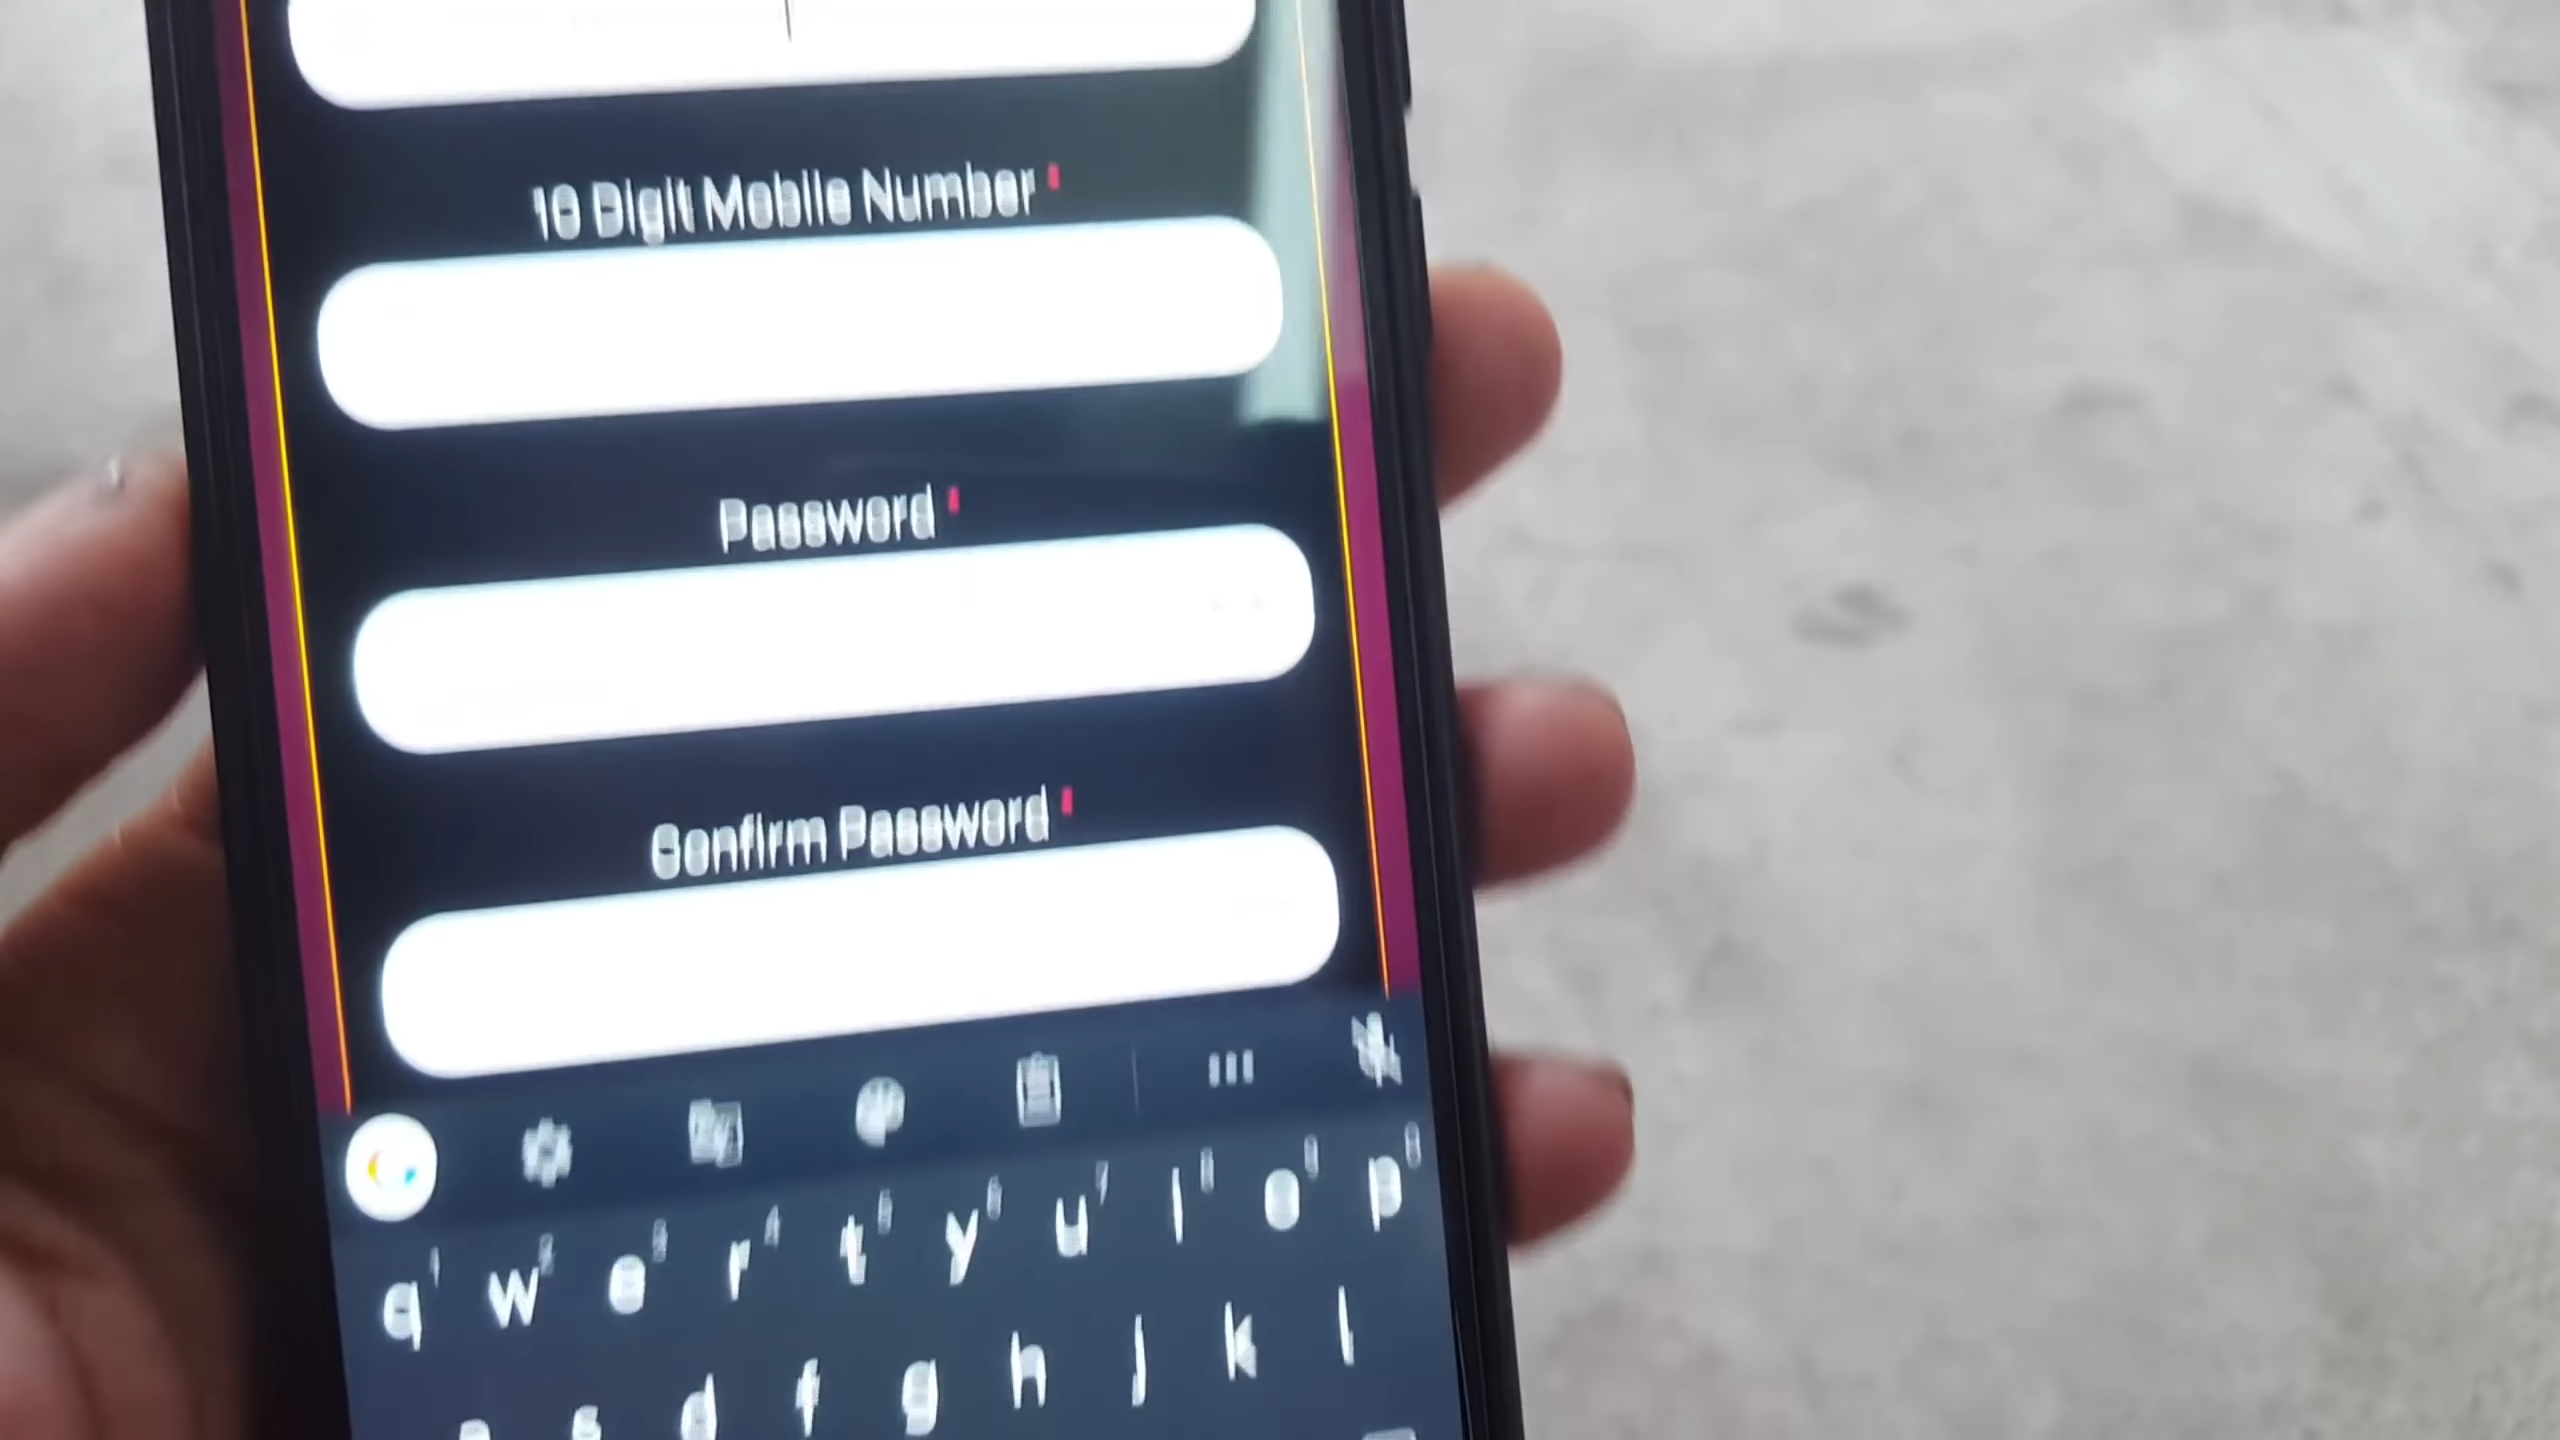 10 Digit Mobile Number *
Password *
Confirm Password *
q w e r t y u i o p
s d f g h j k l